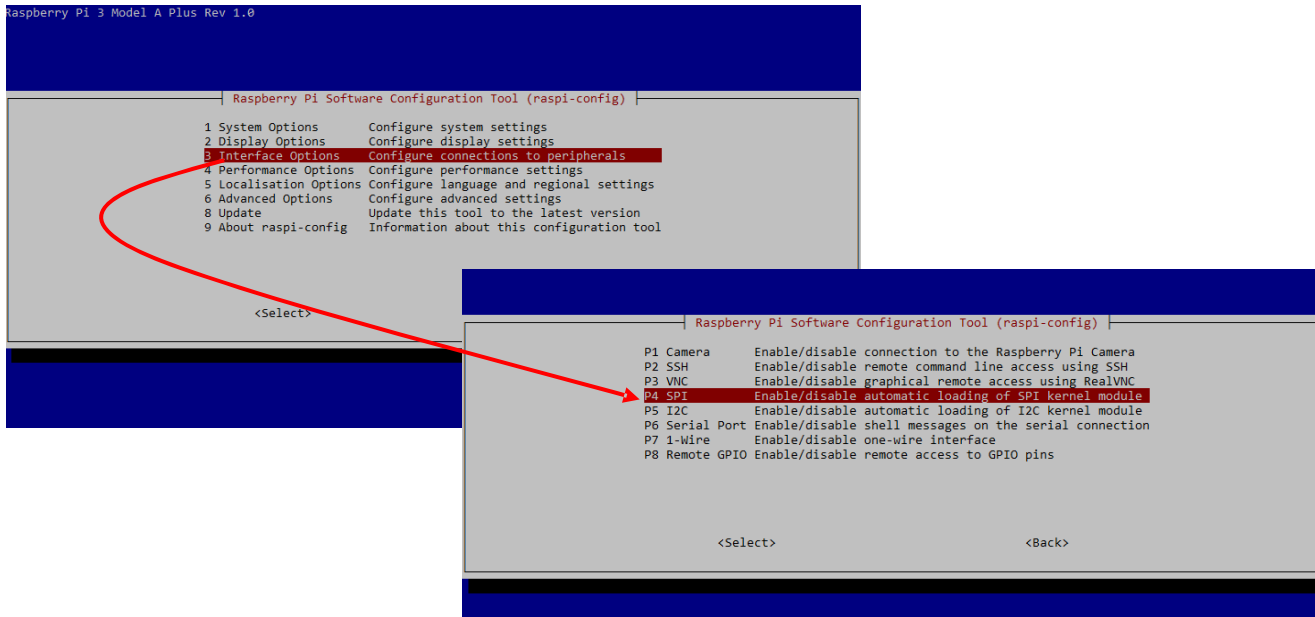 Raspberry Pi 3 Model A Plus Rev 1.0
Raspberry Pi Software Configuration Tool (raspi-config)
1 System Options Configure system settings
2 Display Options Configure display settings
3 Interface Options Configure connections to peripherals
4 Performance Options Configure performance settings
5 Localisation Options Configure language and regional settings
6 Advanced Options Configure advanced settings
8 Update Update this tool to the latest version
9 About raspi-config Information about this configuration tool
<Select>
Raspberry Pi Software Configuration Tool (raspi-config)
P1 Camera Enable/disable connection to the Raspberry Pi Camera
P2 SSH Enable/disable remote command line access using SSH
P3 VNC Enable/disable graphical remote access using RealVNC
P4 SPI Enable/disable automatic loading of SPI kernel module
P5 I2C Enable/disable automatic loading of I2C kernel module
P6 Serial Port Enable/disable shell messages on the serial connection
P7 1-Wire Enable/disable one-wire interface
P8 Remote GPIO Enable/disable remote access to GPIO pins
<Select> <Back>